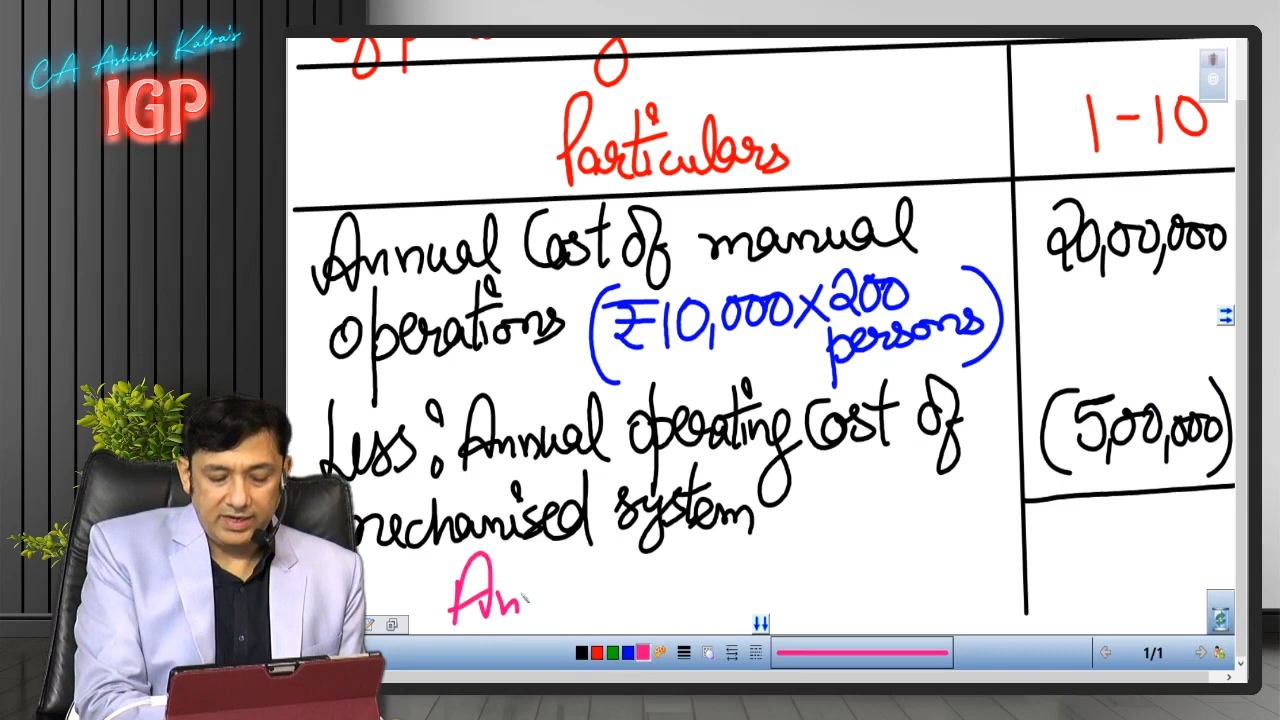 CA Ashish Kalra's
IGP
Particulars
1-10
Annual Cost of manual
20,00,000
operations (₹10,000×200
persons)
Less: Annual operating Cost of
(5,00,000)
mechanised system
An
1/1